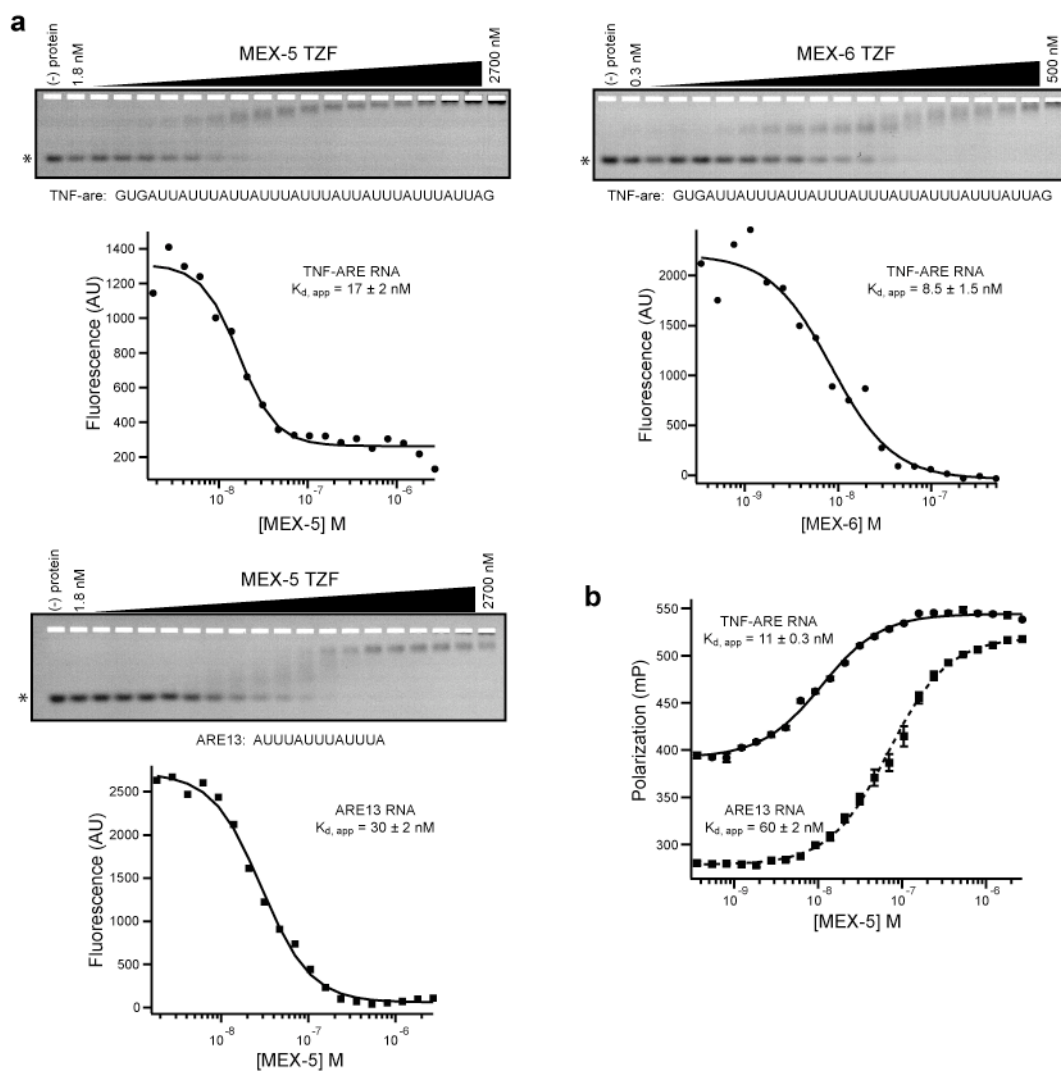 a
MEX-5 TZF
(-) protein
1.8 nM
2700 nM
*
TNF-are: GUGAUUAUUUAUUAUUUAUUUAUUAUUUAUUUAUUUAG
MEX-6 TZF
(-) protein
0.3 nM
500 nM
*
TNF-are: GUGAUUAUUUAUUAUUUAUUUAUUAUUUAUUUAUUUAG
1400
1200
1000
800
600
400
200
Fluorescence (AU)
TNF-ARE RNA
Kd, app = 17 ± 2 nM
10-8
10-7
10-6
[MEX-5] M
2000
1500
1000
500
0
Fluorescence (AU)
TNF-ARE RNA
Kd, app = 8.5 ± 1.5 nM
10-9
10-8
10-7
[MEX-6] M
MEX-5 TZF
(-) protein
1.8 nM
2700 nM
*
ARE13: AUUUAUUUAUUUA
2500
2000
1500
1000
500
0
Fluorescence (AU)
ARE13 RNA
Kd, app = 30 ± 2 nM
10-8
10-7
10-6
[MEX-5] M
b
550
500
450
400
350
300
Polarization (mP)
TNF-ARE RNA
Kd, app = 11 ± 0.3 nM
ARE13 RNA
Kd, app = 60 ± 2 nM
10-9
10-8
10-7
10-6
[MEX-5] M